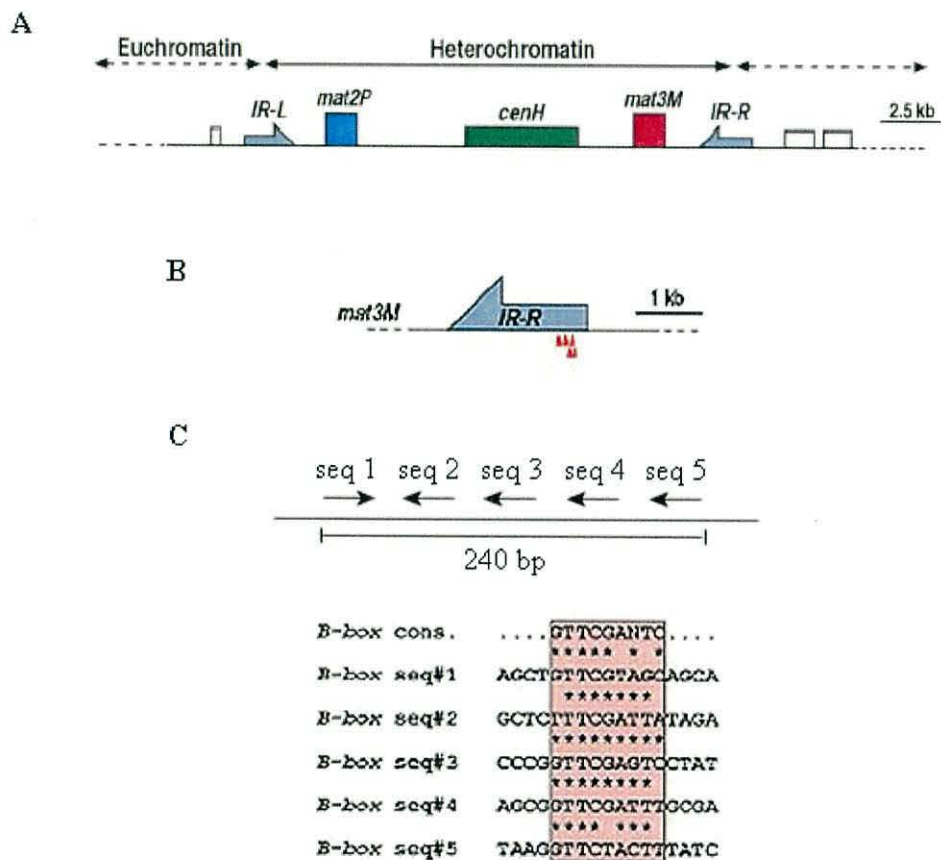 A
Euchromatin
Heterochromatin
IR-L
mat2P
cenH
mat3M
IR-R
2.5 kb
B
mat3M
IR-R
1 kb
C
seq 1 seq 2 seq 3 seq 4 seq 5
240 bp
B-box cons. ....GTTCGANTC....
***** * *
B-box seq#1 AGCTGTTCGTAGCAGCA
*******
B-box seq#2 GCTCTTTCGATTATAGA
*********
B-box seq#3 CCCGGTTCGAGTCCTAT
********
B-box seq#4 AGCGGTTCGATTTGCGA
**** ***
B-box seq#5 TAAGGTTCTACTTTATC